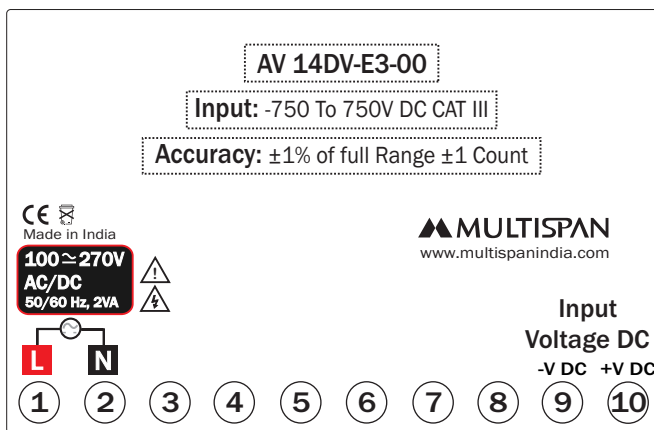 AV 14DV-E3-00
Input: -750 To 750V DC CAT III
Accuracy: ±1% of full Range ±1 Count
CE
Made in India
MULTISPAN
www.multispanindia.com
100≃270V
AC/DC
50/60 Hz, 2VA
Input
Voltage DC
L N
-V DC +V DC
1 2 3 4 5 6 7 8 9 10